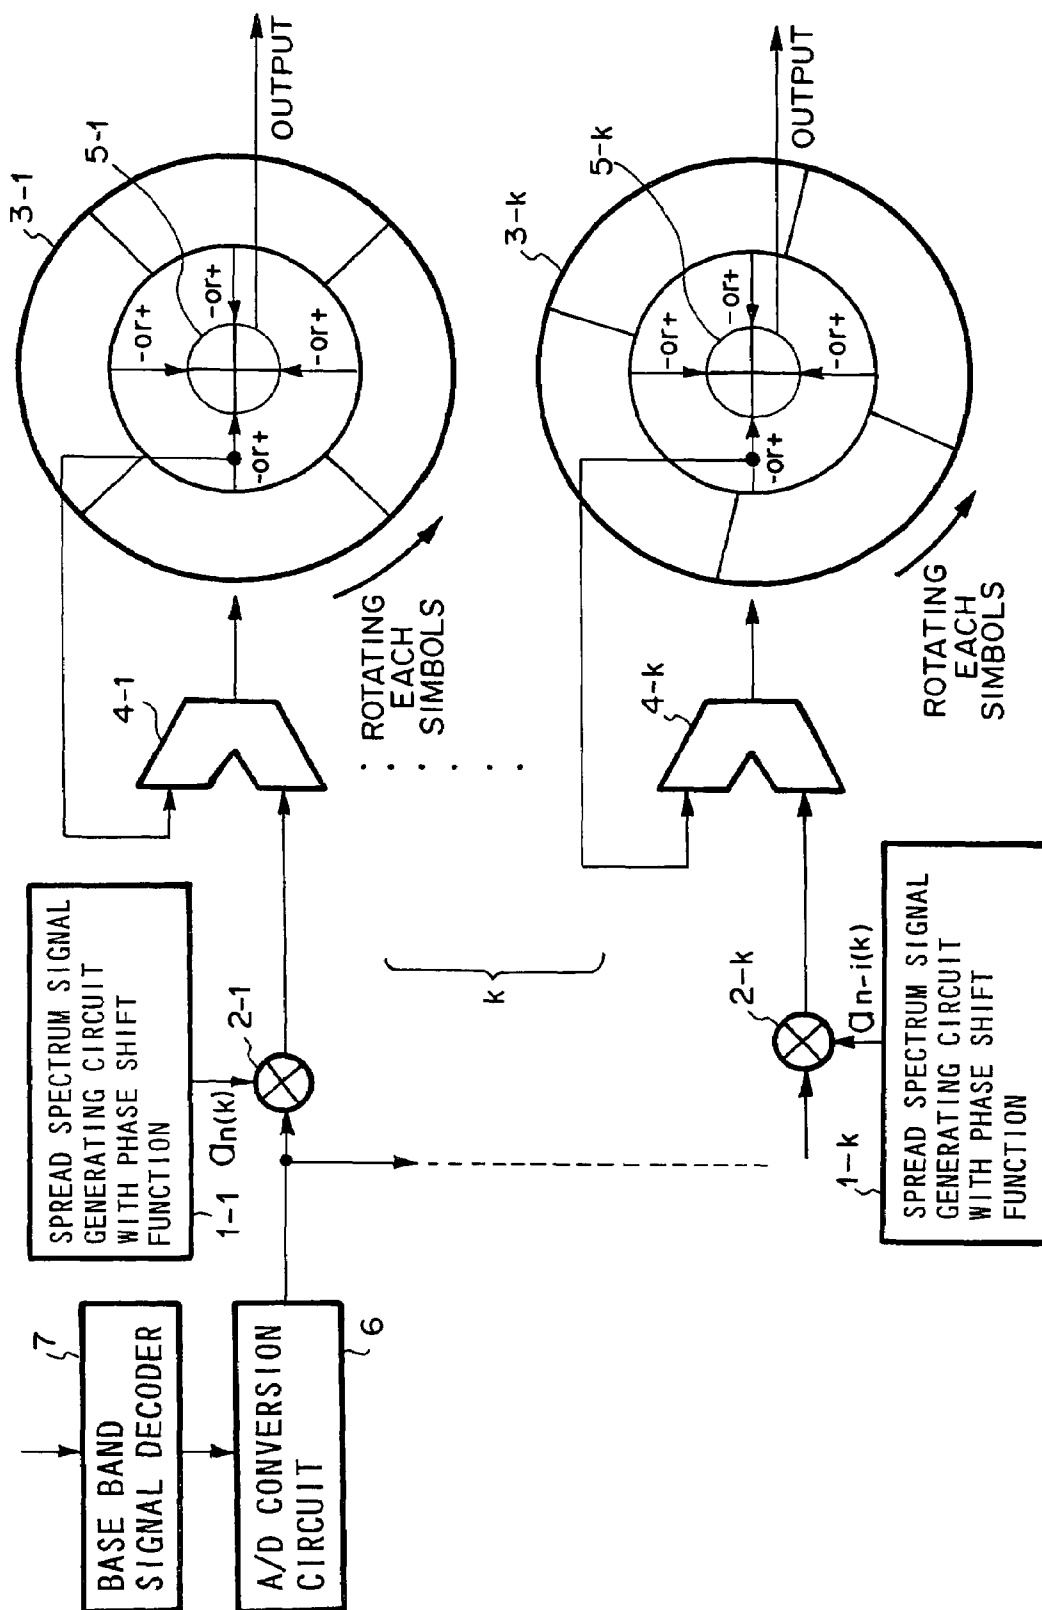 7
BASE BAND
SIGNAL DECODER
A/D CONVERSION
CIRCUIT
6
SPREAD SPECTRUM SIGNAL
GENERATING CIRCUIT
WITH PHASE SHIFT
FUNCTION
1-1
an(k)
2-1
4-1
ROTATING
EACH
SIMBOLS
3-1
5-1
-or+
-or+
-or+
-or+
OUTPUT
k
. . . . . .
2-k
an-i(k)
1-k
SPREAD SPECTRUM SIGNAL
GENERATING CIRCUIT
WITH PHASE SHIFT
FUNCTION
4-k
ROTATING
EACH
SIMBOLS
3-k
5-k
-or+
-or+
-or+
-or+
OUTPUT